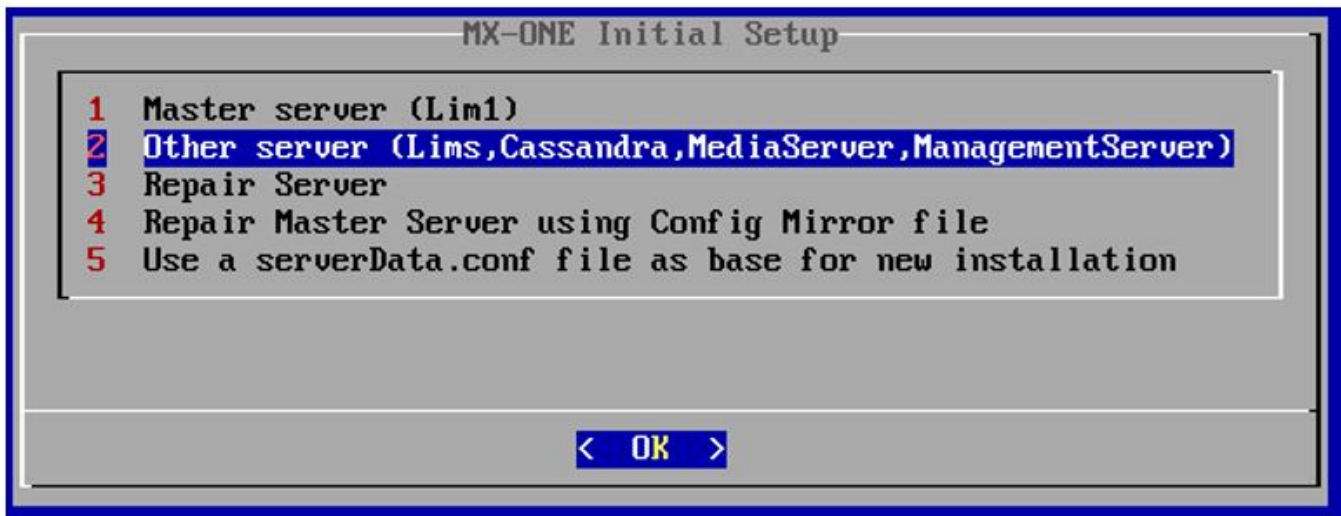 MX-ONE Initial Setup
1 Master server (Lim1)
2 Other server (Lims,Cassandra,MediaServer,ManagementServer)
3 Repair Server
4 Repair Master Server using Config Mirror file
5 Use a serverData.conf file as base for new installation
< OK >